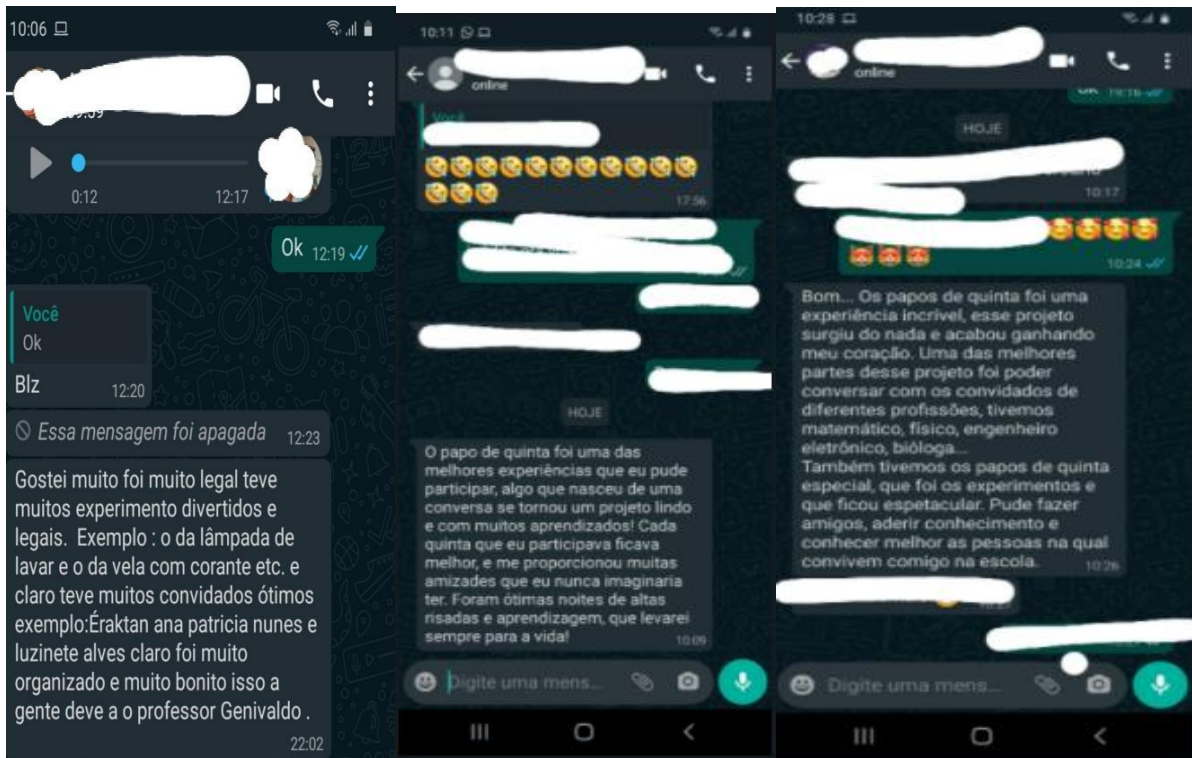 10:06
0:12 12:17
Ok 12:19
Você
Ok
Blz 12:20
Essa mensagem foi apagada 12:23
Gostei muito foi muito legal teve
muitos experimento divertidos e
legais. Exemplo : o da lâmpada de
lavar e o da vela com corante etc. e
claro teve muitos convidados ótimos
exemplo:Éraktan ana patricia nunes e
luzinete alves claro foi muito
organizado e muito bonito isso a
gente deve a o professor Genivaldo .
22:02
10:11
online
Você
17:56
HOJE
O papo de quinta foi uma das
melhores experiências que eu pude
participar, algo que nasceu de uma
conversa se tornou um projeto lindo
e com muitos aprendizados! Cada
quinta que eu participava ficava
melhor, e me proporcionou muitas
amizades que eu nunca imaginaria
ter. Foram ótimas noites de altas
risadas e aprendizagem, que levarei
sempre para a vida! 10:09
Digite uma mens...
10:28
online
Ok 19:16
HOJE
10:17
10:24
Bom... Os papos de quinta foi uma
experiência incrível, esse projeto
surgiu do nada e acabou ganhando
meu coração. Uma das melhores
partes desse projeto foi poder
conversar com os convidados de
diferentes profissões, tivemos
matemático, físico, engenheiro
eletrônico, bióloga...
Também tivemos os papos de quinta
especial, que foi os experimentos e
que ficou espetacular. Pude fazer
amigos, aderir conhecimento e
conhecer melhor as pessoas na qual
convivem comigo na escola. 10:26
Digite uma mens...